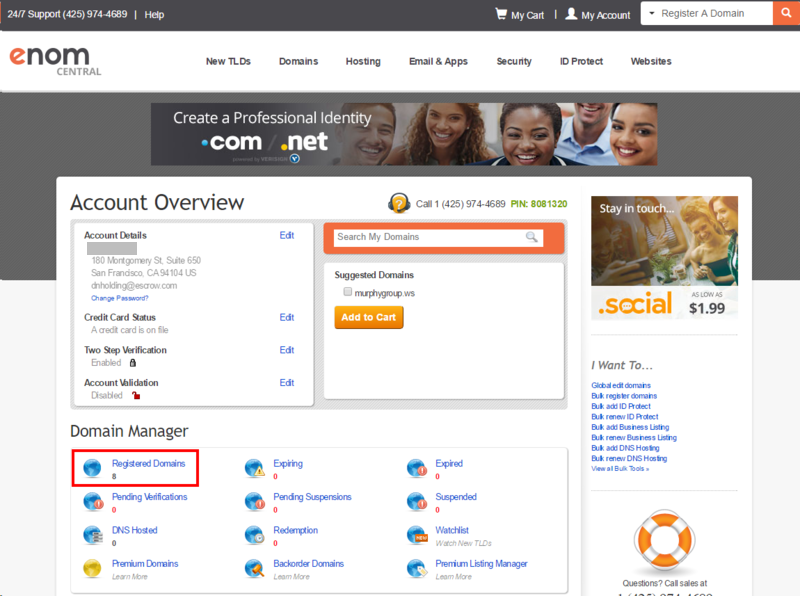 24/7 Support (425) 974-4689 | Help
My Cart | My Account
Register A Domain
enom
CENTRAL
New TLDs Domains Hosting Email & Apps Security ID Protect Websites
Create a Professional Identity
.com / .net
powered by VERISIGN
Account Overview
Call 1 (425) 974-4689 PIN: 8081320
Account Details Edit
180 Montgomery St, Suite 650
San Francisco, CA 94104 US
dnholding@escrow.com
Change Password?
Credit Card Status Edit
A credit card is on file
Two Step Verification Edit
Enabled
Account Validation Edit
Disabled
Search My Domains
Suggested Domains
murphygroup.ws
Add to Cart
Stay in touch...
.social
AS LOW AS
$1.99
I Want To...
Global edit domains
Bulk register domains
Bulk add ID Protect
Bulk renew ID Protect
Bulk add Business Listing
Bulk renew Business Listing
Bulk add DNS Hosting
Bulk renew DNS Hosting
View all Bulk Tools »
Domain Manager
Registered Domains
8
Expiring
0
Expired
0
Pending Verifications
0
Pending Suspensions
0
Suspended
0
DNS Hosted
0
Redemption
0
Watchlist
NEW
Watch New TLDs
Premium Domains
Learn More
Backorder Domains
Learn More
Premium Listing Manager
Learn More
Questions? Call sales at
1 (425) 974-4689